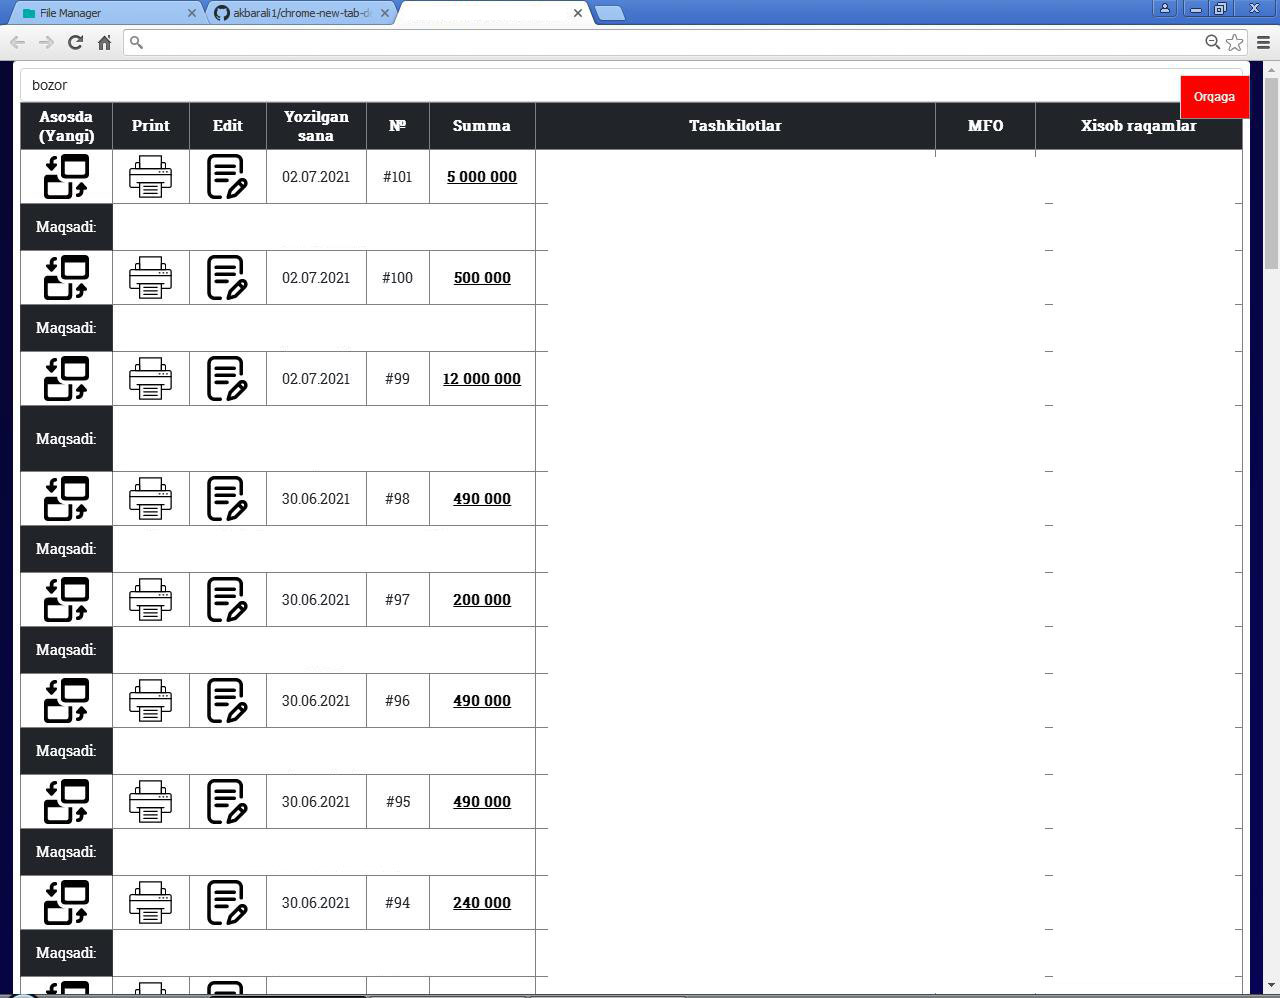 File Manager
akbarali1/chrome-new-tab-d
bozor
Orqaga
Asosda (Yangi) Print Edit Yozilgan sana № Summa Tashkilotlar MFO Xisob raqamlar
02.07.2021 #101 5 000 000
Maqsadi:
02.07.2021 #100 500 000
Maqsadi:
02.07.2021 #99 12 000 000
Maqsadi:
30.06.2021 #98 490 000
Maqsadi:
30.06.2021 #97 200 000
Maqsadi:
30.06.2021 #96 490 000
Maqsadi:
30.06.2021 #95 490 000
Maqsadi:
30.06.2021 #94 240 000
Maqsadi: